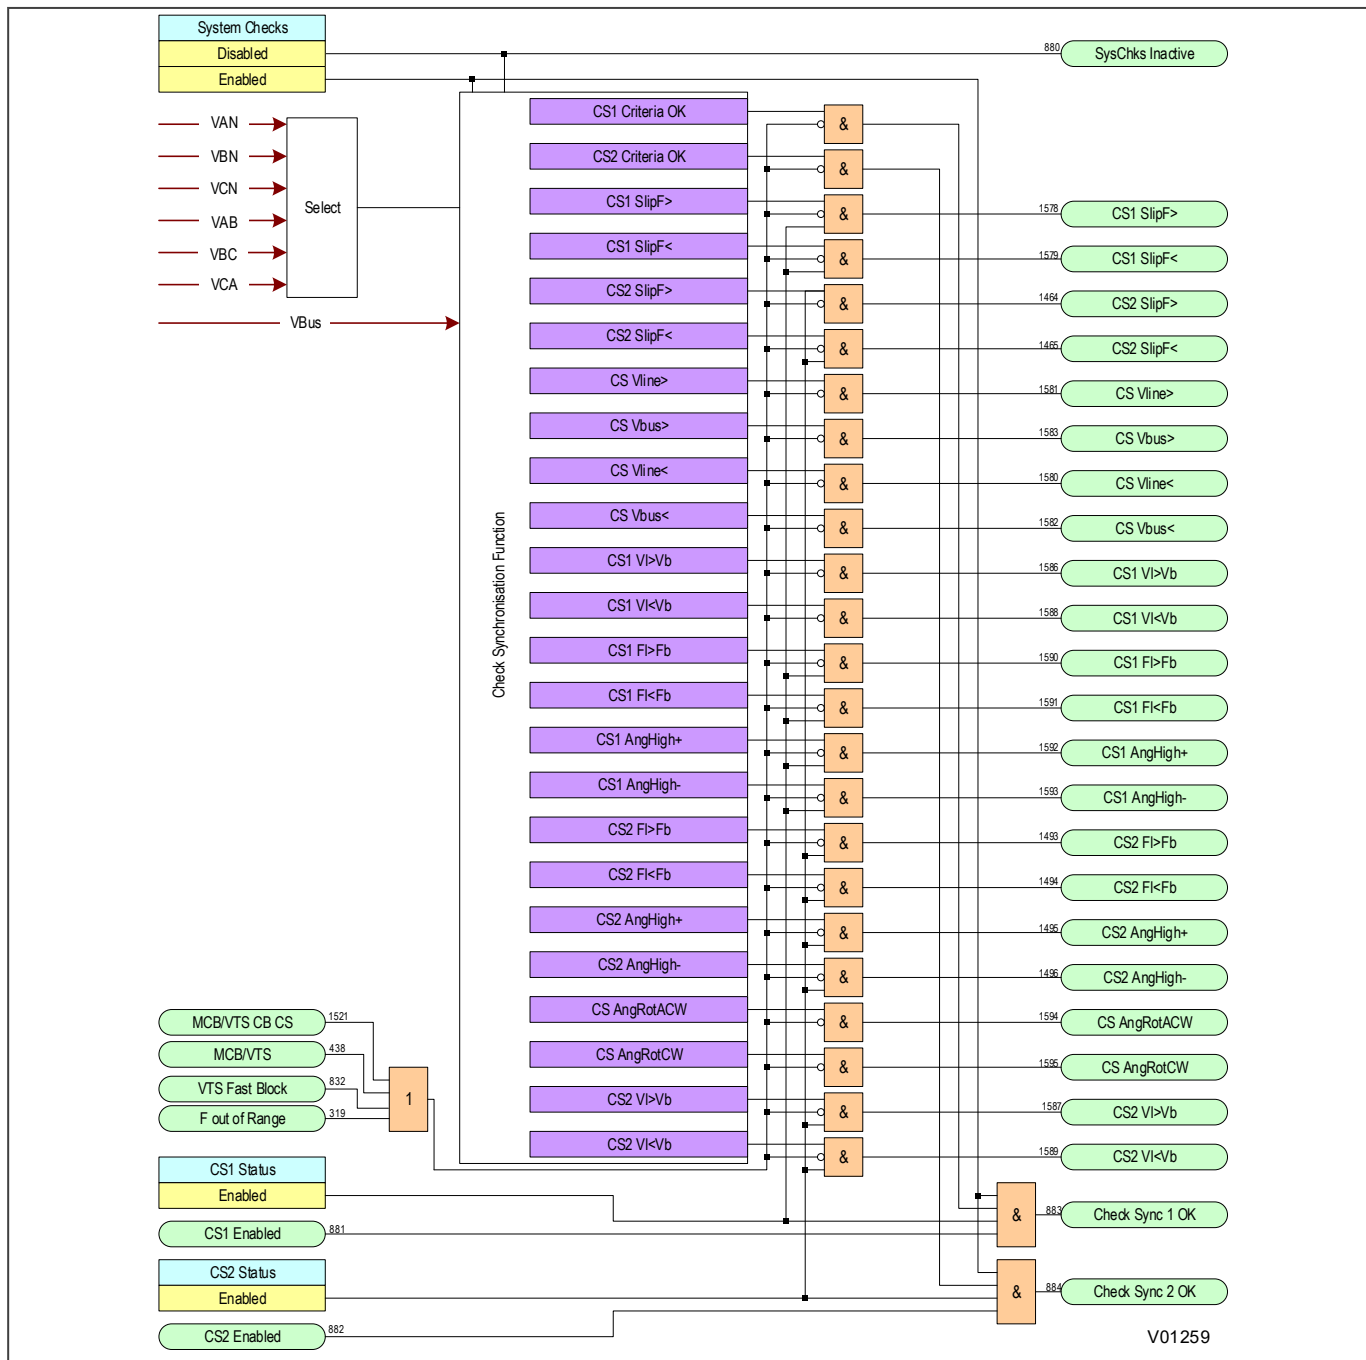 System Checks
Disabled
880
SysChks Inactive
Enabled
VAN
VBN
VCN
VAB
VBC
VCA
Select
VBus
Check Synchronisation Function
CS1 Criteria OK
&
CS2 Criteria OK
&
CS1 SlipF>
&
1578
CS1 SlipF>
CS1 SlipF<
&
1579
CS1 SlipF<
CS2 SlipF>
&
1464
CS2 SlipF>
CS2 SlipF<
&
1465
CS2 SlipF<
CS Vline>
&
1581
CS Vline>
CS Vbus>
&
1583
CS Vbus>
CS Vline<
&
1580
CS Vline<
CS Vbus<
&
1582
CS Vbus<
CS1 Vl>Vb
&
1586
CS1 Vl>Vb
CS1 Vl<Vb
&
1588
CS1 Vl<Vb
CS1 Fl>Fb
&
1590
CS1 Fl>Fb
CS1 Fl<Fb
&
1591
CS1 Fl<Fb
CS1 AngHigh+
&
1592
CS1 AngHigh+
CS1 AngHigh-
&
1593
CS1 AngHigh-
CS2 Fl>Fb
&
1493
CS2 Fl>Fb
CS2 Fl<Fb
&
1494
CS2 Fl<Fb
CS2 AngHigh+
&
1495
CS2 AngHigh+
CS2 AngHigh-
&
1496
CS2 AngHigh-
CS AngRotACW
&
1594
CS AngRotACW
CS AngRotCW
&
1595
CS AngRotCW
CS2 Vl>Vb
&
1587
CS2 Vl>Vb
CS2 Vl<Vb
&
1589
CS2 Vl<Vb
MCB/VTS CB CS
1521
MCB/VTS
438
VTS Fast Block
832
F out of Range
319
1
CS1 Status
Enabled
CS1 Enabled
881
&
883
Check Sync 1 OK
CS2 Status
Enabled
CS2 Enabled
882
&
884
Check Sync 2 OK
V01259